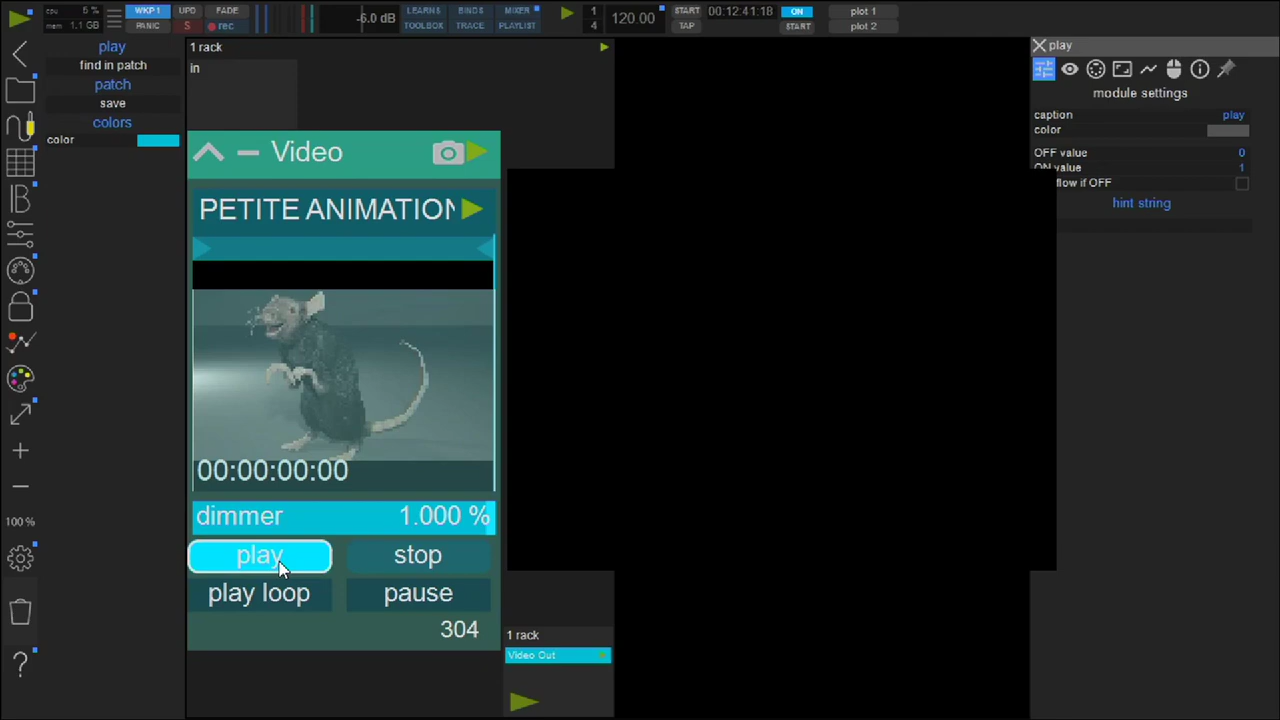 cpu 5 %
mem 1.1 GB
WKP1
PANIC
UPD
S
FADE
rec
-6.0 dB
LEARN
TOOLBOX
BINDS
TRACE
MIXER
PLAYLIST
1
4
120.00
START
TAP
00:12:41:18
ON
START
plot 1
plot 2
play
find in patch
patch
save
colors
color
100 %
?
1 rack
in
Video
PETITE ANIMATION
00:00:00:00
dimmer 1.000 %
play stop
play loop pause
304
1 rack
Video Out
play
module settings
caption play
color
OFF value 0
ON value 1
flow if OFF
hint string